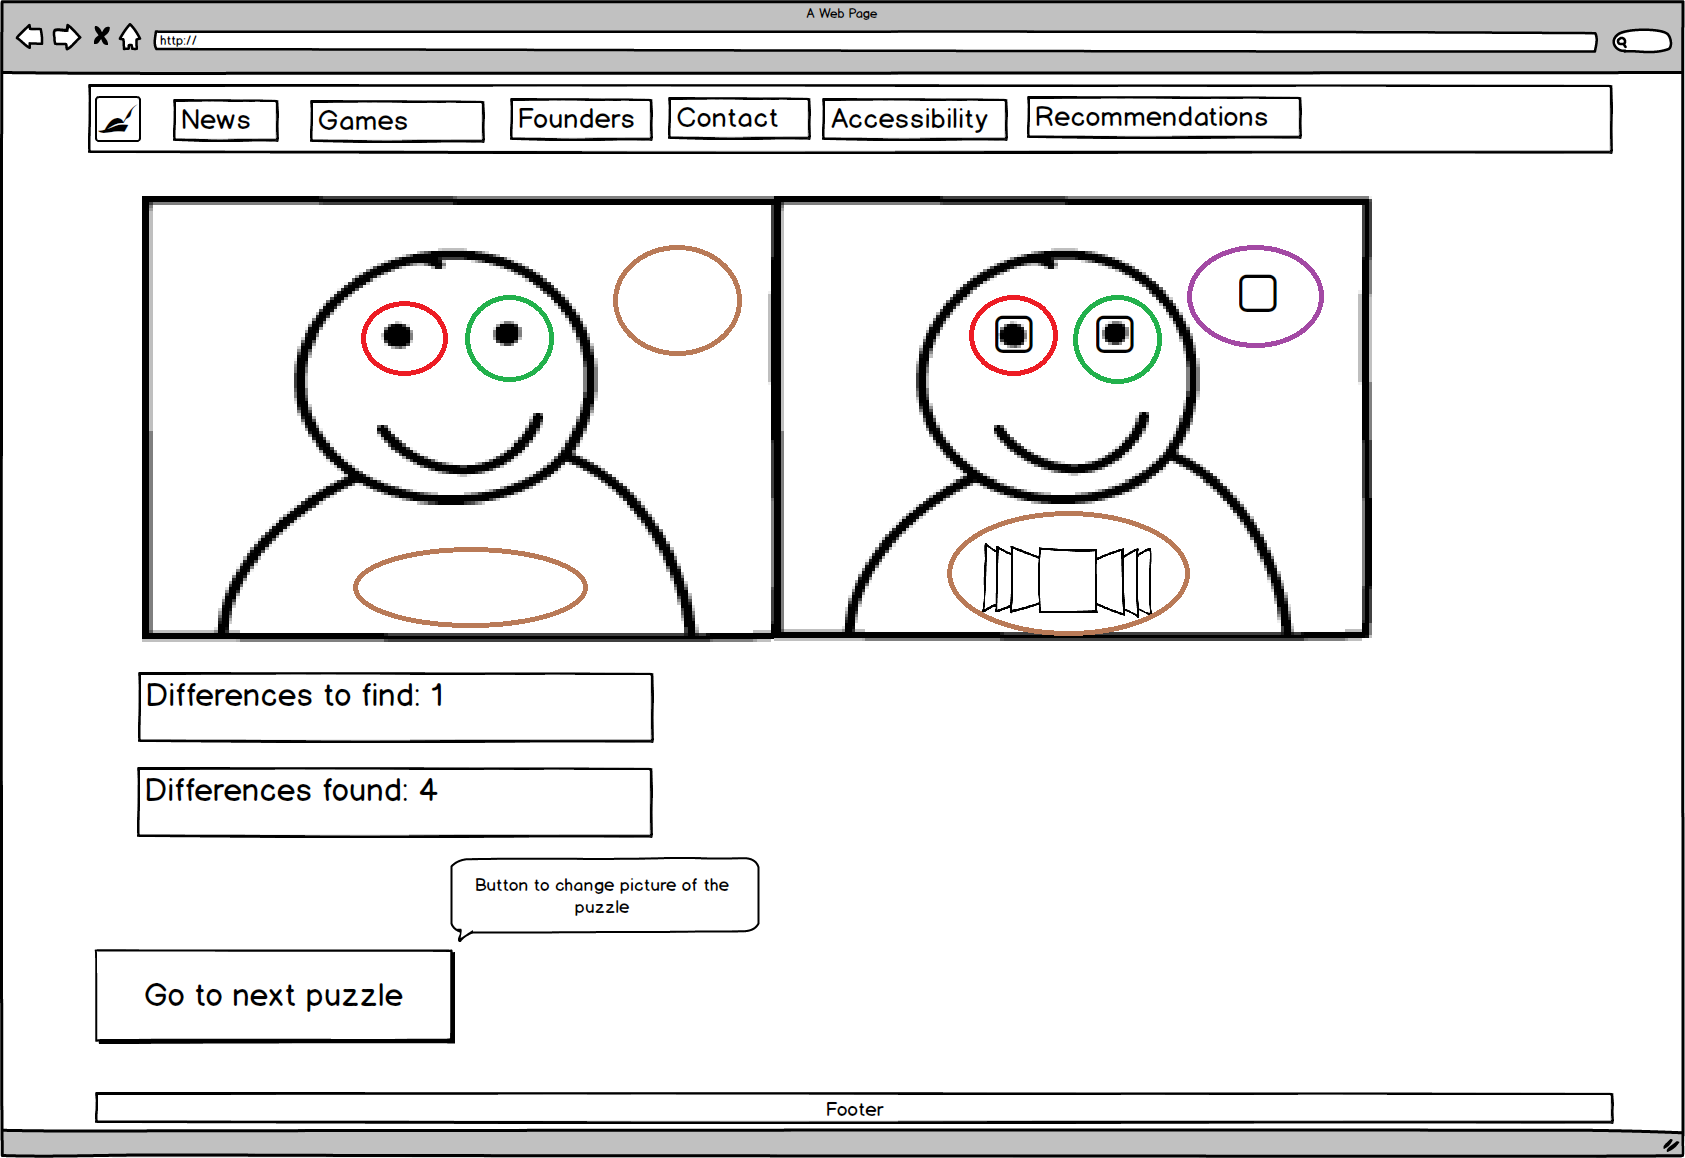 A Web Page
http://
News
Games
Founders
Contact
Accessibility
Recommendations
Differences to find: 1
Differences found: 4
Button to change picture of the
puzzle
Go to next puzzle
Footer